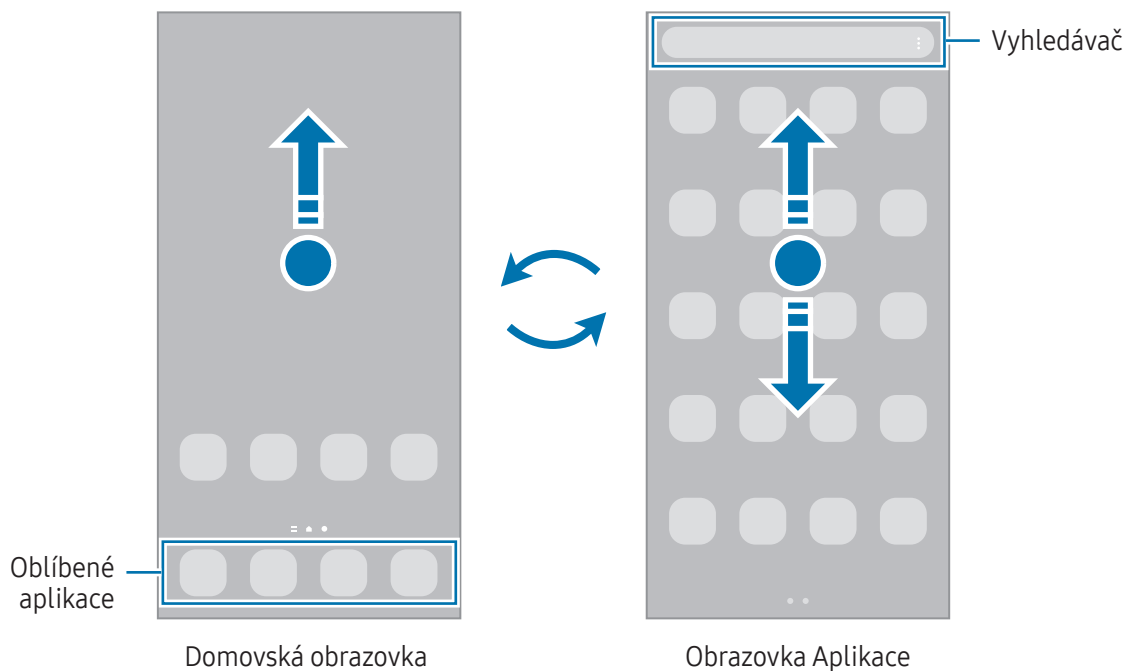 Vyhledávač
Oblíbené
aplikace
Domovská obrazovka
Obrazovka Aplikace